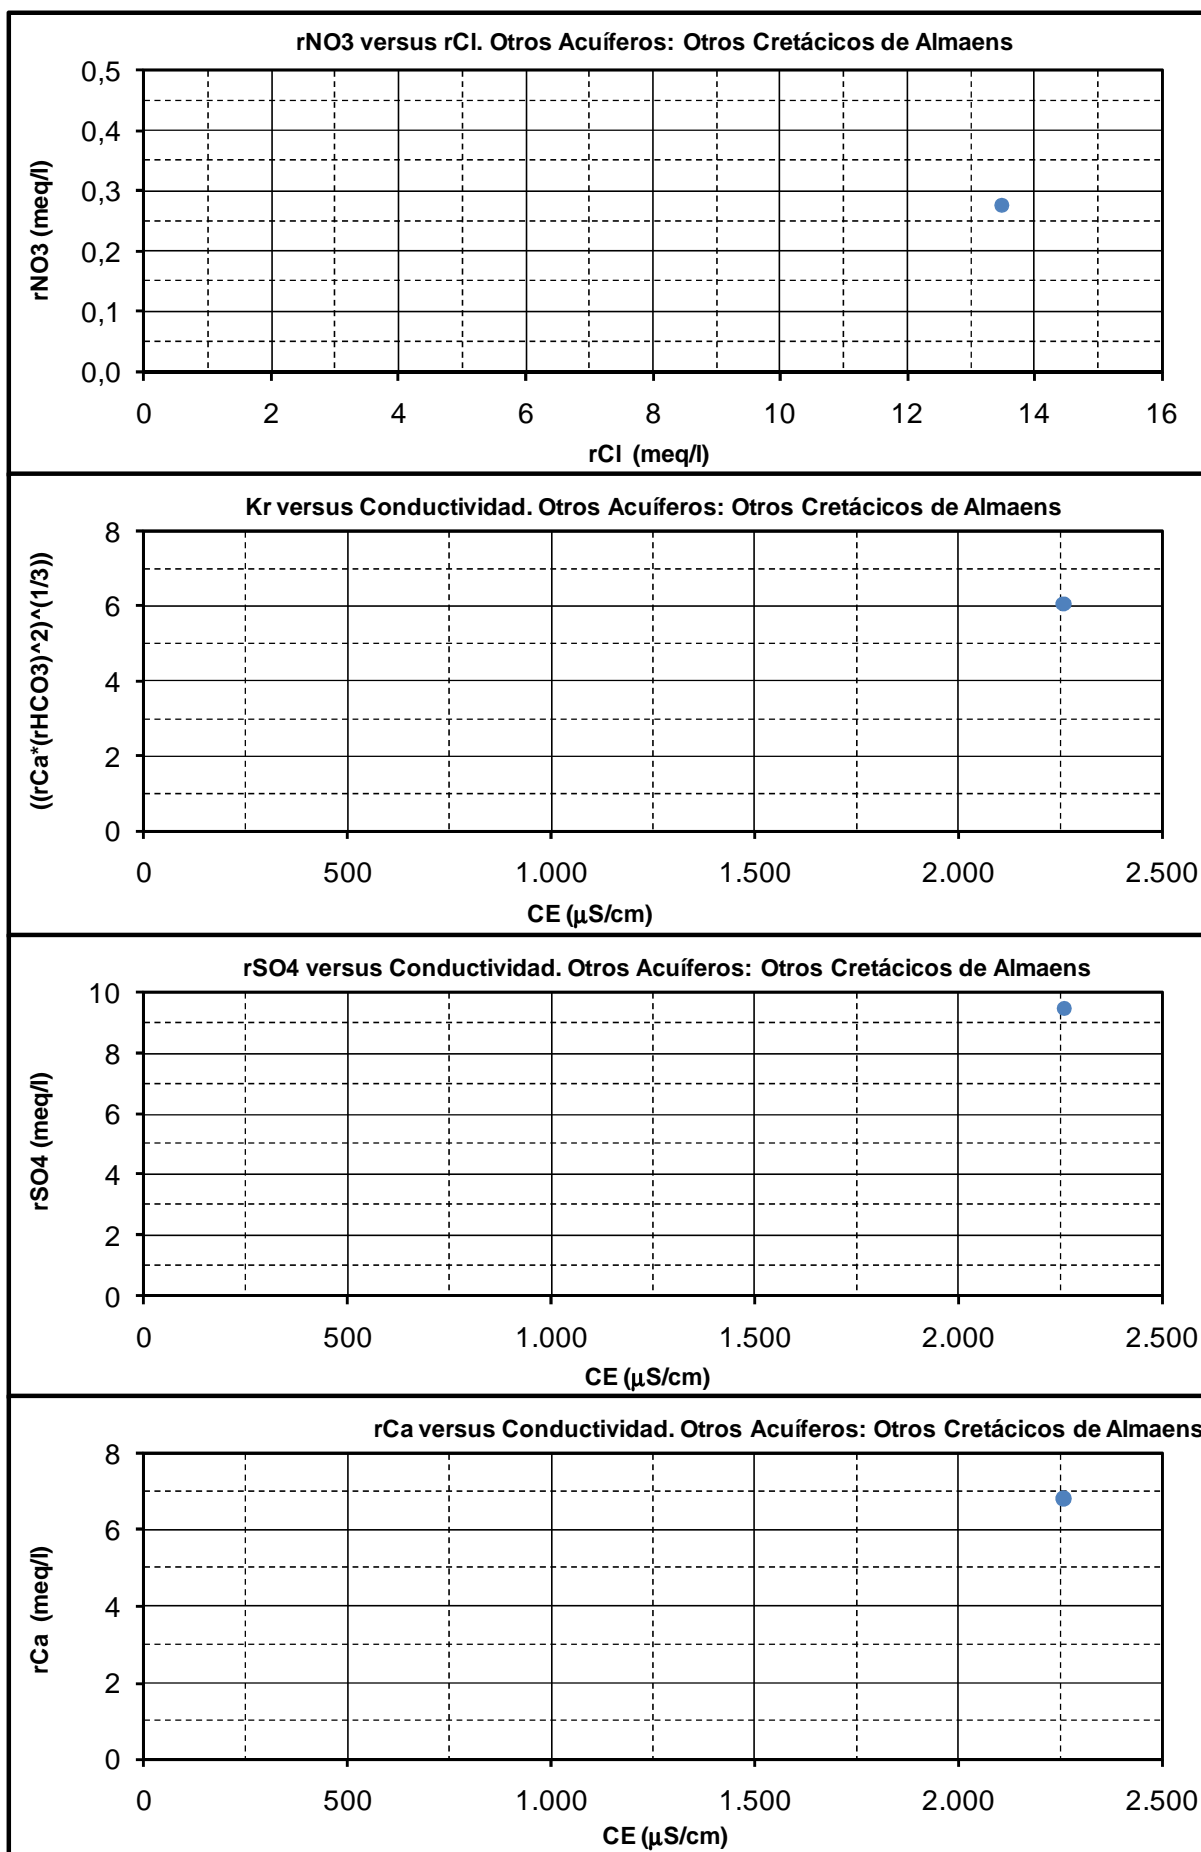 rNO3 versus rCl. Otros Acuíferos: Otros Cretácicos de Almaens
0,5
0,4
0,3
0,2
0,1
0,0
rNO3 (meq/l)
0 2 4 6 8 10 12 14 16
rCl (meq/l)
Kr versus Conductividad. Otros Acuíferos: Otros Cretácicos de Almaens
8
6
4
2
0
((rCa*(rHCO3)^2)^(1/3))
0 500 1.000 1.500 2.000 2.500
CE (µS/cm)
rSO4 versus Conductividad. Otros Acuíferos: Otros Cretácicos de Almaens
10
8
6
4
2
0
rSO4 (meq/l)
0 500 1.000 1.500 2.000 2.500
CE (µS/cm)
rCa versus Conductividad. Otros Acuíferos: Otros Cretácicos de Almaens
8
6
4
2
0
rCa (meq/l)
0 500 1.000 1.500 2.000 2.500
CE (µS/cm)